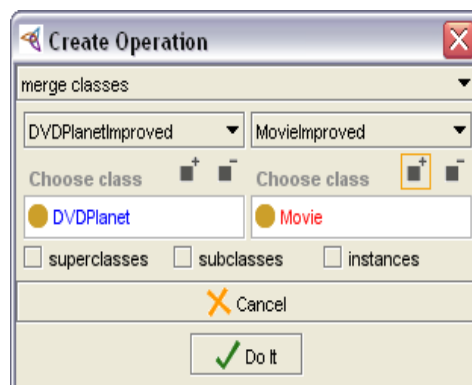 Create Operation
merge classes
DVDPlanetImproved MovieImproved
Choose class Choose class
DVDPlanet Movie
superclasses subclasses instances
Cancel
Do It